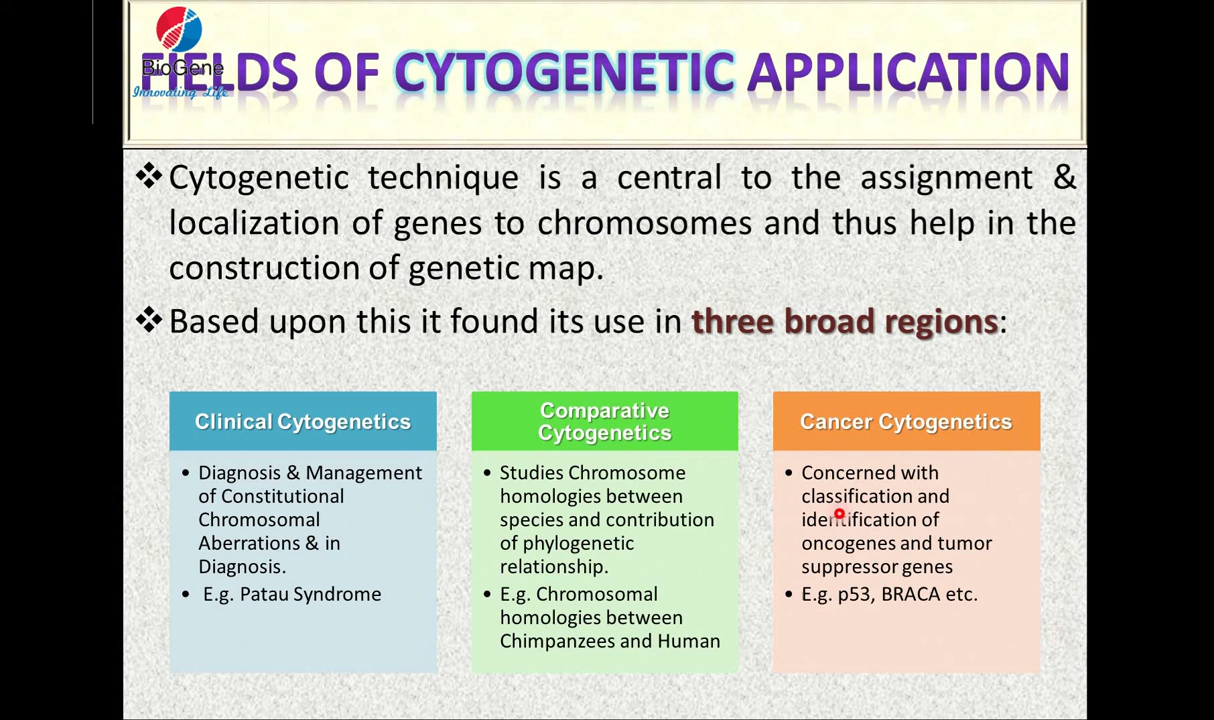 FIELDS OF CYTOGENETIC APPLICATION
BioGene
Innovating Life
❖Cytogenetic technique is a central to the assignment &
localization of genes to chromosomes and thus help in the
construction of genetic map.
❖Based upon this it found its use in three broad regions:
Clinical Cytogenetics
• Diagnosis & Management
of Constitutional
Chromosomal
Aberrations & in
Diagnosis.
• E.g. Patau Syndrome
Comparative
Cytogenetics
• Studies Chromosome
homologies between
species and contribution
of phylogenetic
relationship.
• E.g. Chromosomal
homologies between
Chimpanzees and Human
Cancer Cytogenetics
• Concerned with
classification and
identification of
oncogenes and tumor
suppressor genes
• E.g. p53, BRACA etc.